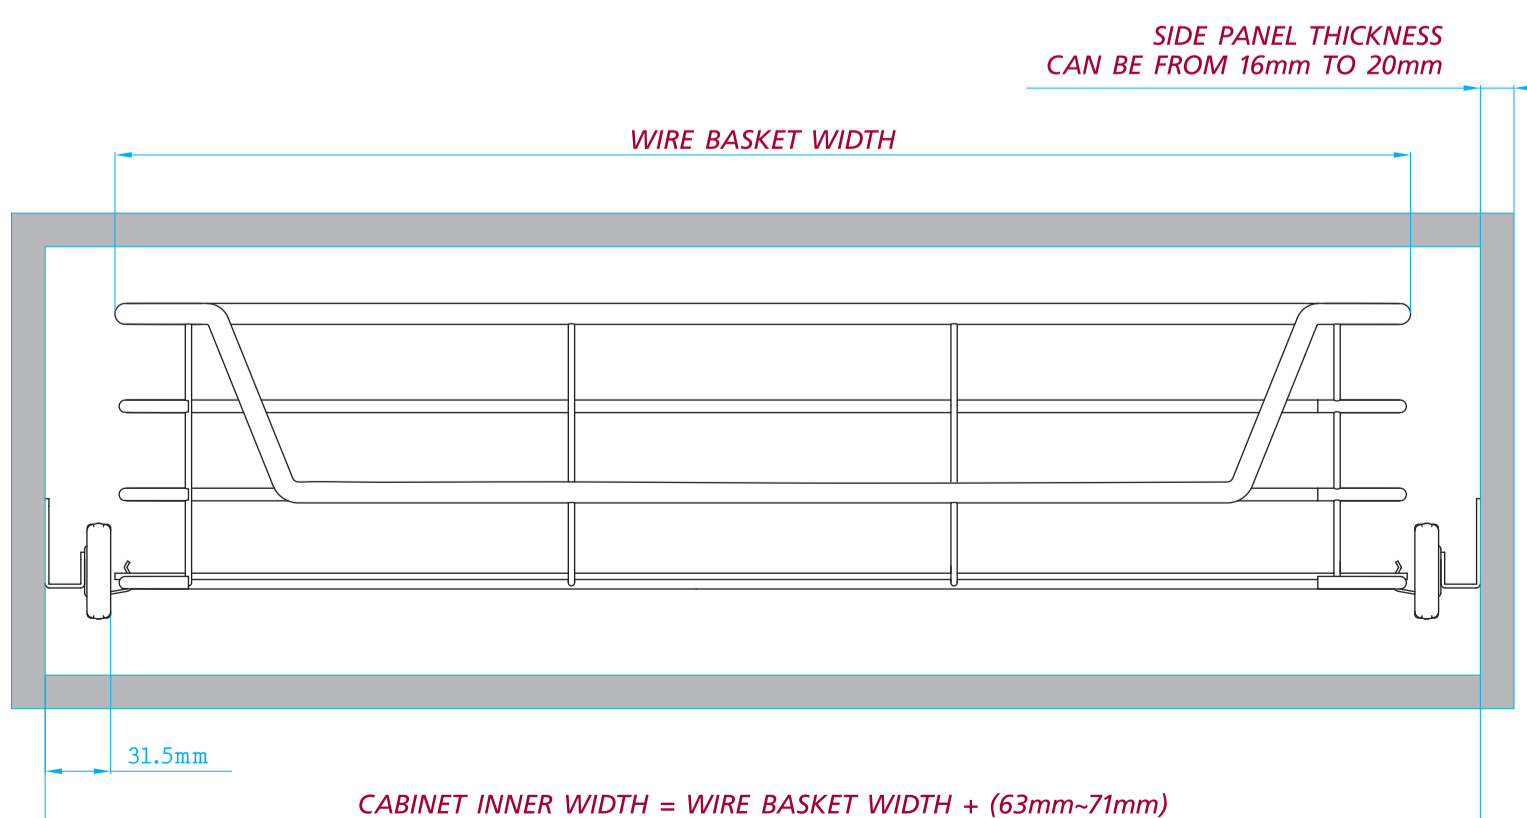 SIDE PANEL THICKNESS
CAN BE FROM 16mm TO 20mm
WIRE BASKET WIDTH
31.5mm
CABINET INNER WIDTH = WIRE BASKET WIDTH + (63mm~71mm)